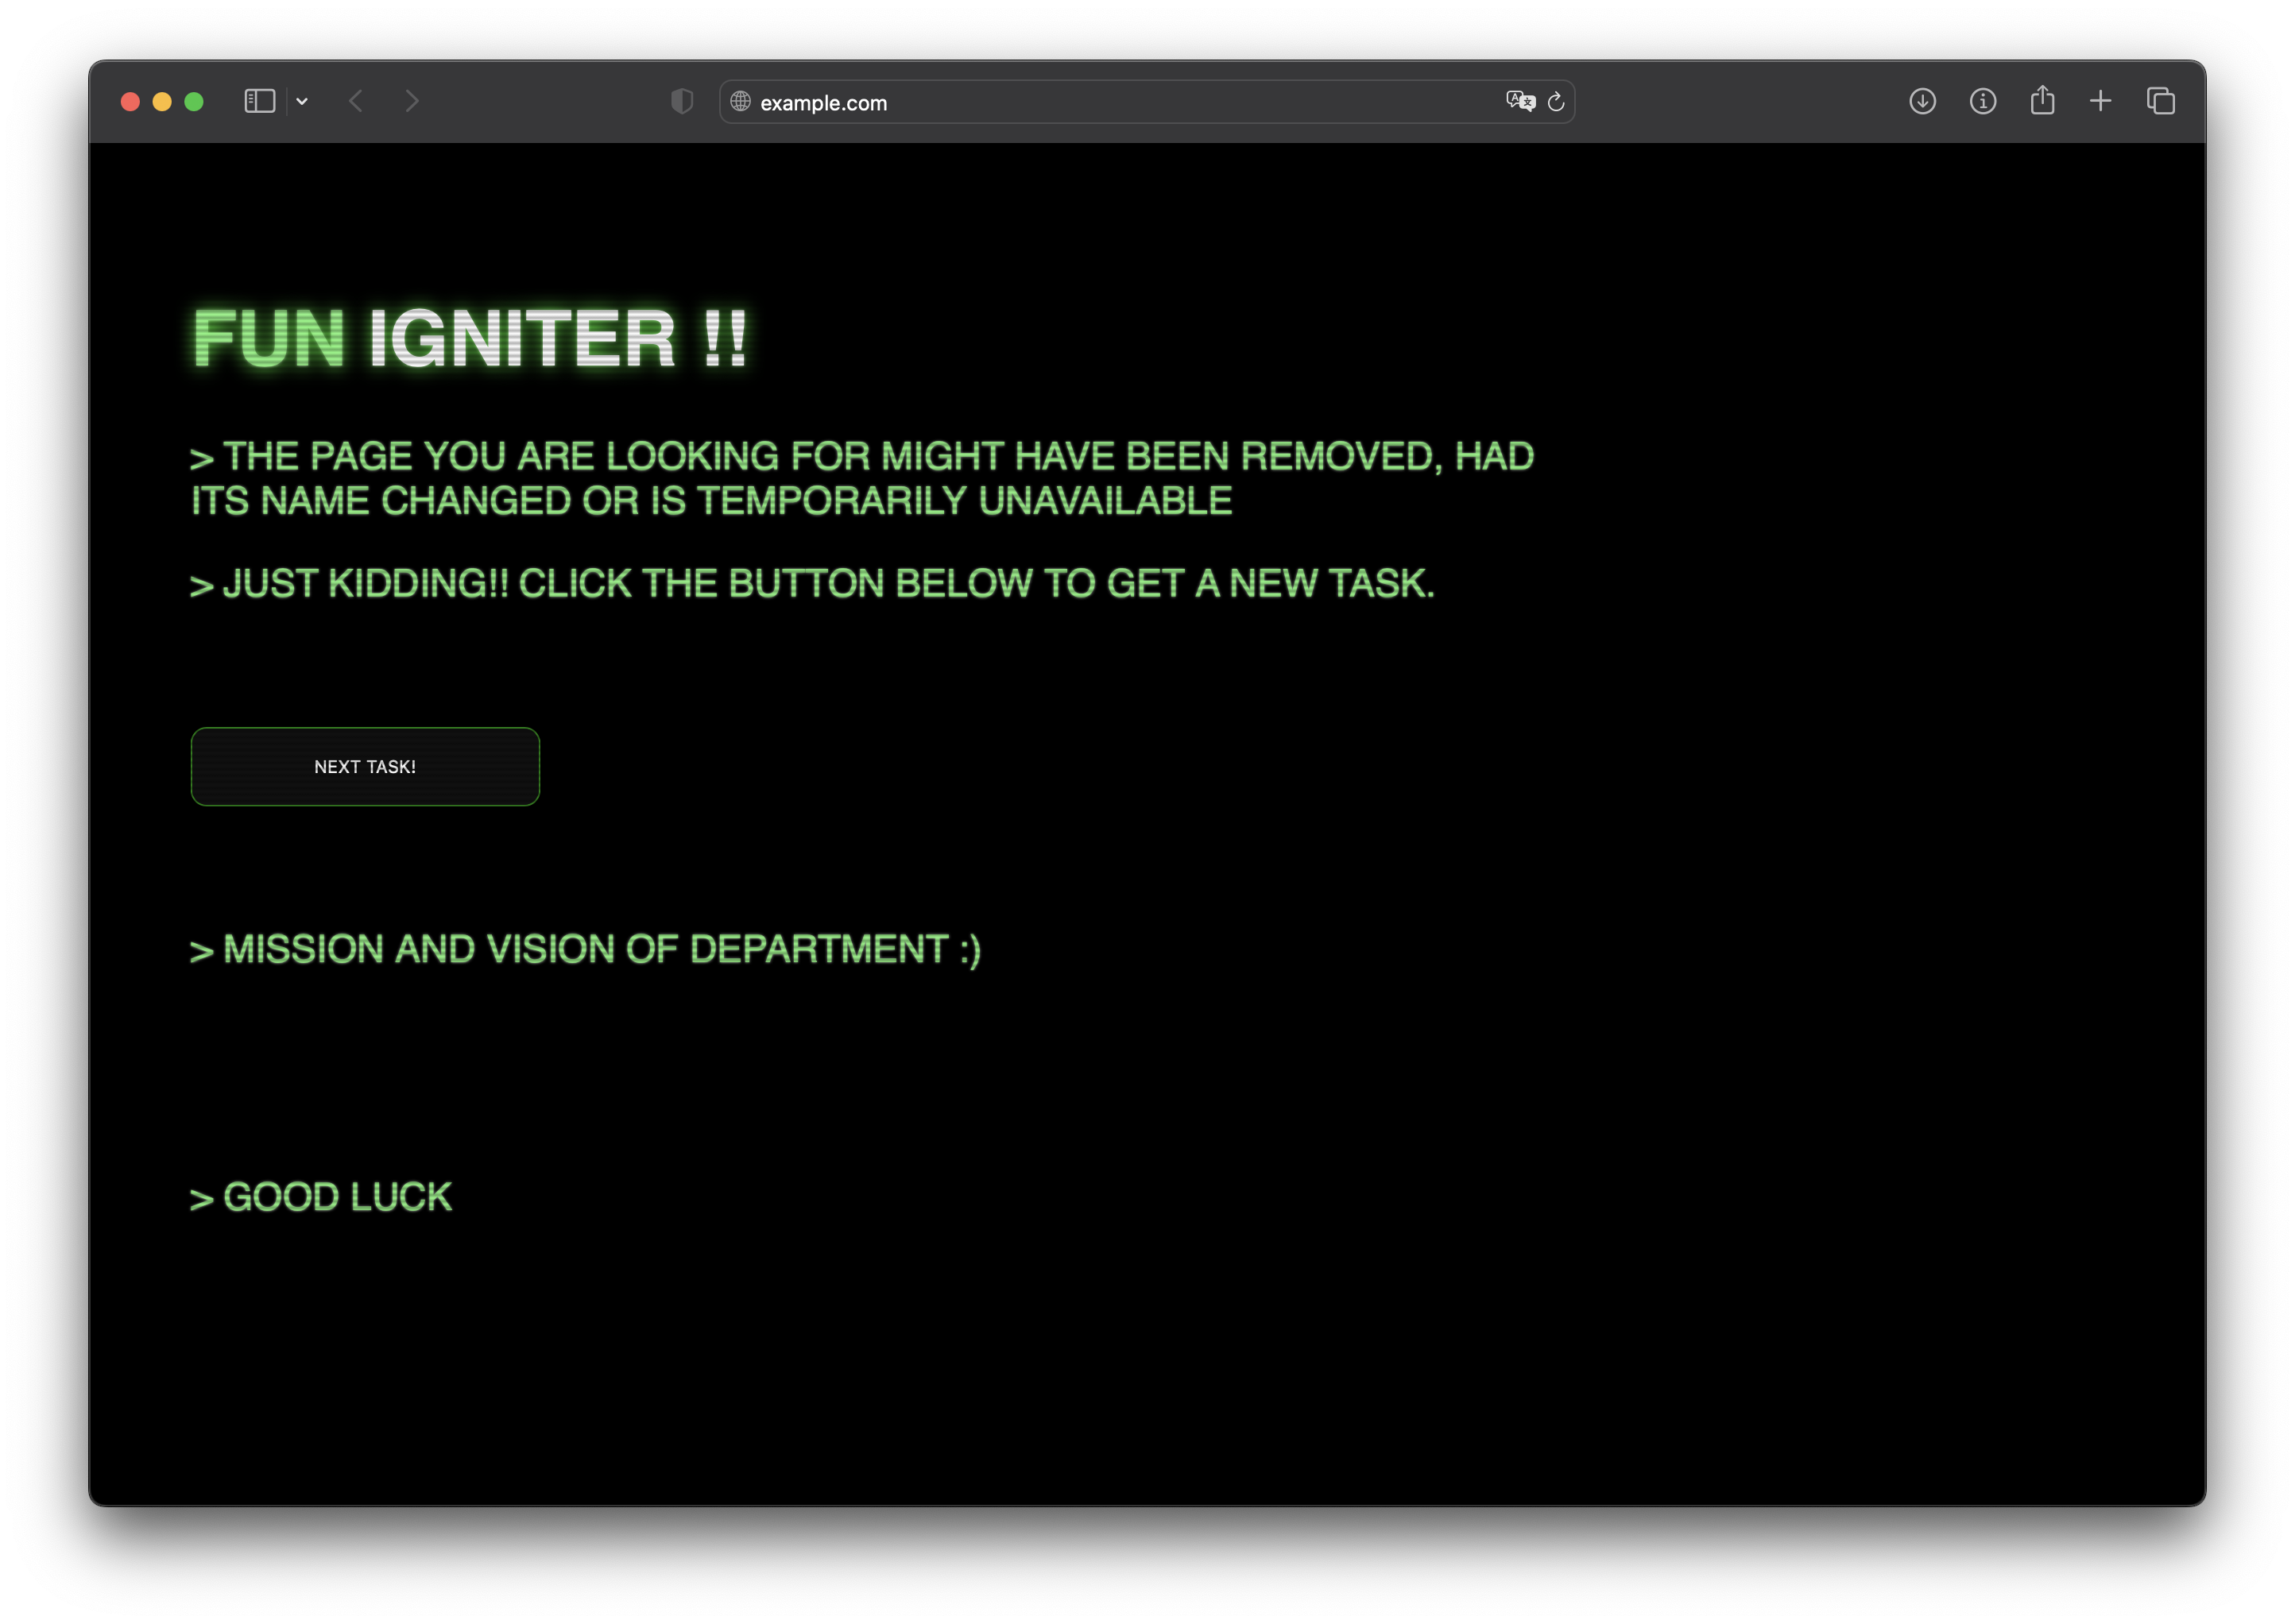 example.com
FUN IGNITER !!
> THE PAGE YOU ARE LOOKING FOR MIGHT HAVE BEEN REMOVED, HAD
ITS NAME CHANGED OR IS TEMPORARILY UNAVAILABLE
> JUST KIDDING!! CLICK THE BUTTON BELOW TO GET A NEW TASK.
NEXT TASK!
> MISSION AND VISION OF DEPARTMENT :)
> GOOD LUCK